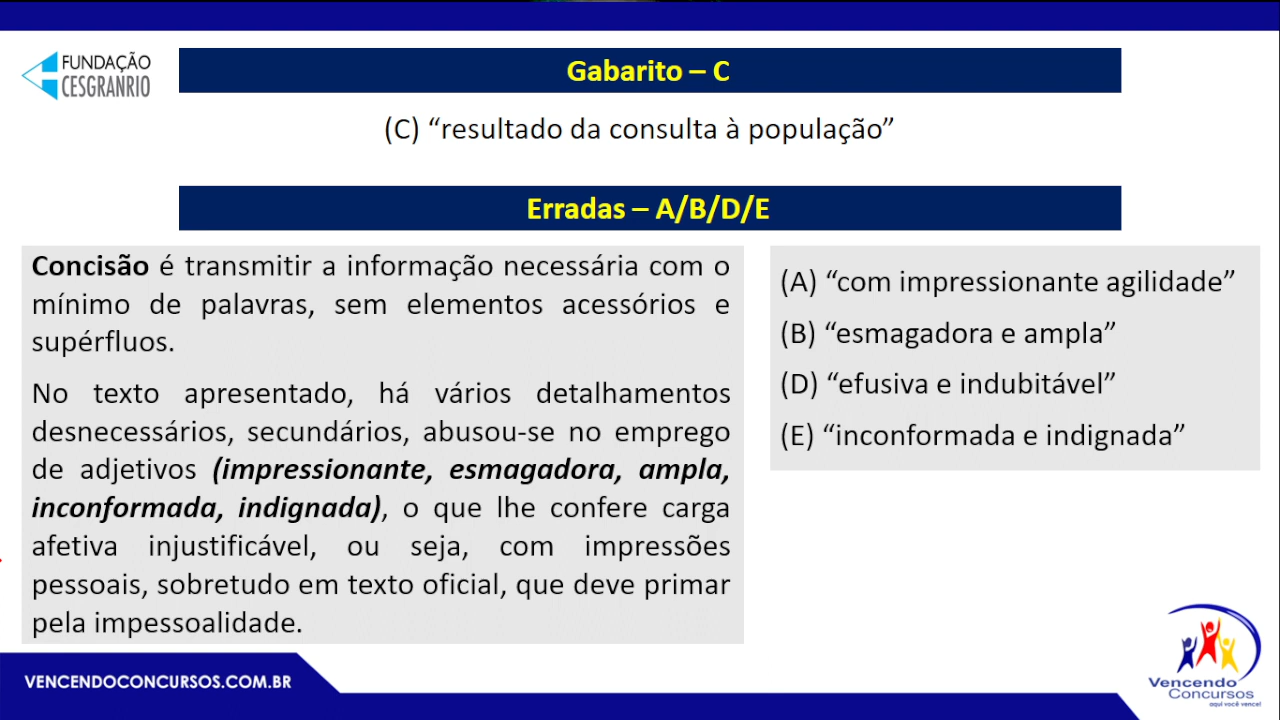 FUNDAÇÃO
CESGRANRIO
Gabarito – C
(C) “resultado da consulta à população”
Erradas – A/B/D/E
Concisão é transmitir a informação necessária com o
mínimo de palavras, sem elementos acessórios e
supérfluos.
No texto apresentado, há vários detalhamentos
desnecessários, secundários, abusou-se no emprego
de adjetivos (impressionante, esmagadora, ampla,
inconformada, indignada), o que lhe confere carga
afetiva injustificável, ou seja, com impressões
pessoais, sobretudo em texto oficial, que deve primar
pela impessoalidade.
(A) “com impressionante agilidade”
(B) “esmagadora e ampla”
(D) “efusiva e indubitável”
(E) “inconformada e indignada”
VENCENDOCONCURSOS.COM.BR
Vencendo
Concursos
aqui você vence!